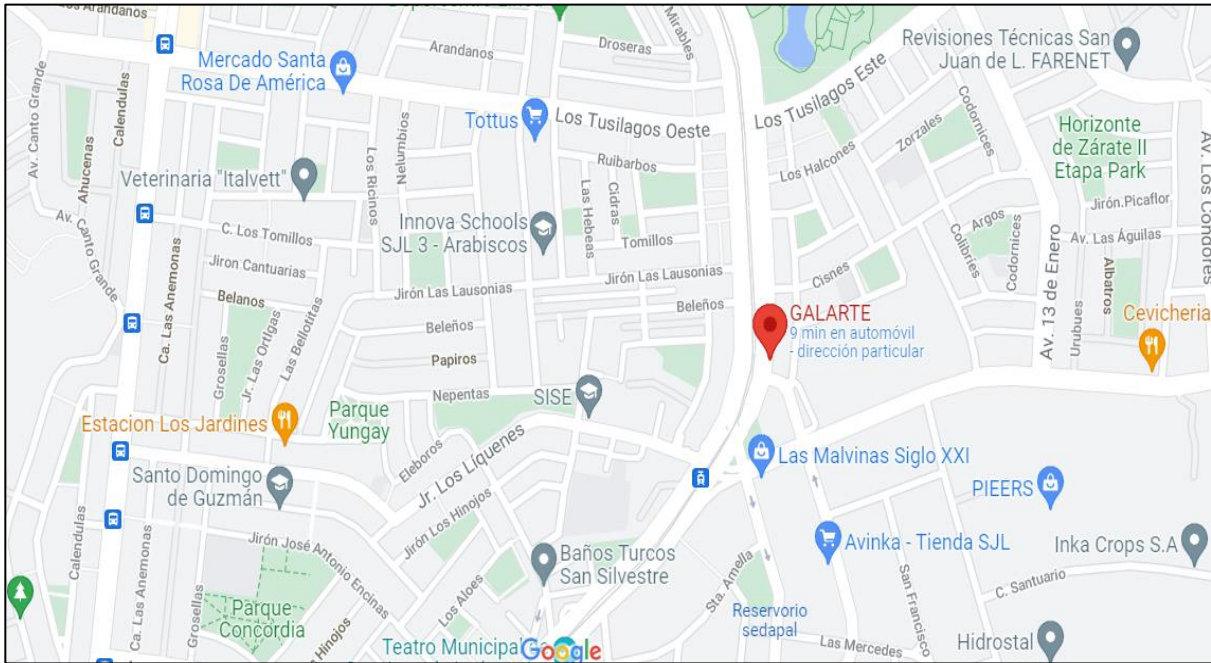 Los Arandanos
Mercado Santa
Rosa De América
Arandanos
Droseras
Mirables
Revisiones Técnicas San
Juan de L. FARENET
Av. Canto Grande
Ahucenas
Calendulas
Tottus
Los Tusilagos Oeste
Los Tusilagos Este
Codornices
Zorzales
Horizonte
de Zárate II
Etapa Park
Av. Los Condores
Veterinaria "Italvett"
Los Ricinos
Nelumbios
Ruibarbos
Las Hebeas
Cidras
Los Halcones
Jirón.Picaflor
Av. Canto Grande
C. Los Tomillos
Innova Schools
SJL 3 - Arabiscos
Tomillos
Argos
Colibries
Codornices
Av. Las Águilas
Jiron Cantuarias
Jirón Las Lausonias
Jirón Las Lausonias
Cisnes
Av. 13 de Enero
Albatros
Ca. Las Anemonas
Belanos
Beleños
Beleños
GALARTE
9 min en automóvil
- dirección particular
Urubues
Cevicheria
Grosellas
Jr. Las Ortigas
Las Bellotitas
Papiros
Nepentas
SISE
Estacion Los Jardines
Parque
Yungay
Eleboros
Jr. Los Líquenes
Las Malvinas Siglo XXI
Santo Domingo
de Guzmán
PIEERS
Jirón Los Hinojos
Calendulas
Ca. Las Anemonas
Grosellas
Jirón José Antonio Encinas
Baños Turcos
San Silvestre
Avinka - Tienda SJL
Inka Crops S.A
Los Aloes
Sta. Amella
San Francisco
C. Santuario
Parque
Concordia
Hinojos
Reservorio
sedapal
Teatro Municipal
Google
Las Mercedes
Hidrostal